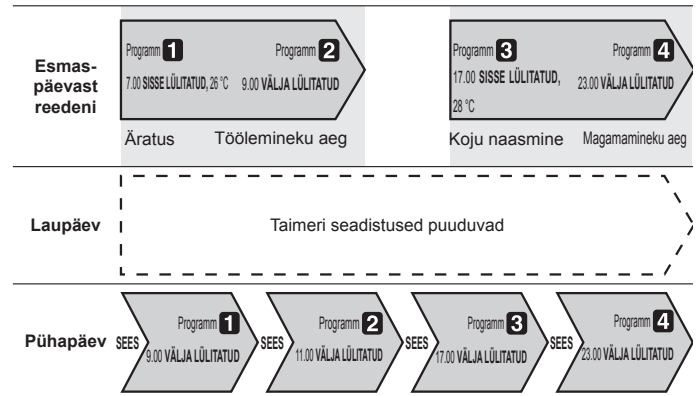 Esmas-
päevast
reedeni
Programm 1
7.00 SISSE LÜLITATUD, 26 °C
Programm 2
9.00 VÄLJA LÜLITATUD
Programm 3
17.00 SISSE LÜLITATUD,
28 °C
Programm 4
23.00 VÄLJA LÜLITATUD
Äratus
Töölemineku aeg
Koju naasmine
Magamamineku aeg
Laupäev
Taimeri seadistused puuduvad
Pühapäev
SEES
Programm 1
9.00 VÄLJA LÜLITATUD
SEES
Programm 2
11.00 VÄLJA LÜLITATUD
SEES
Programm 3
17.00 VÄLJA LÜLITATUD
SEES
Programm 4
23.00 VÄLJA LÜLITATUD